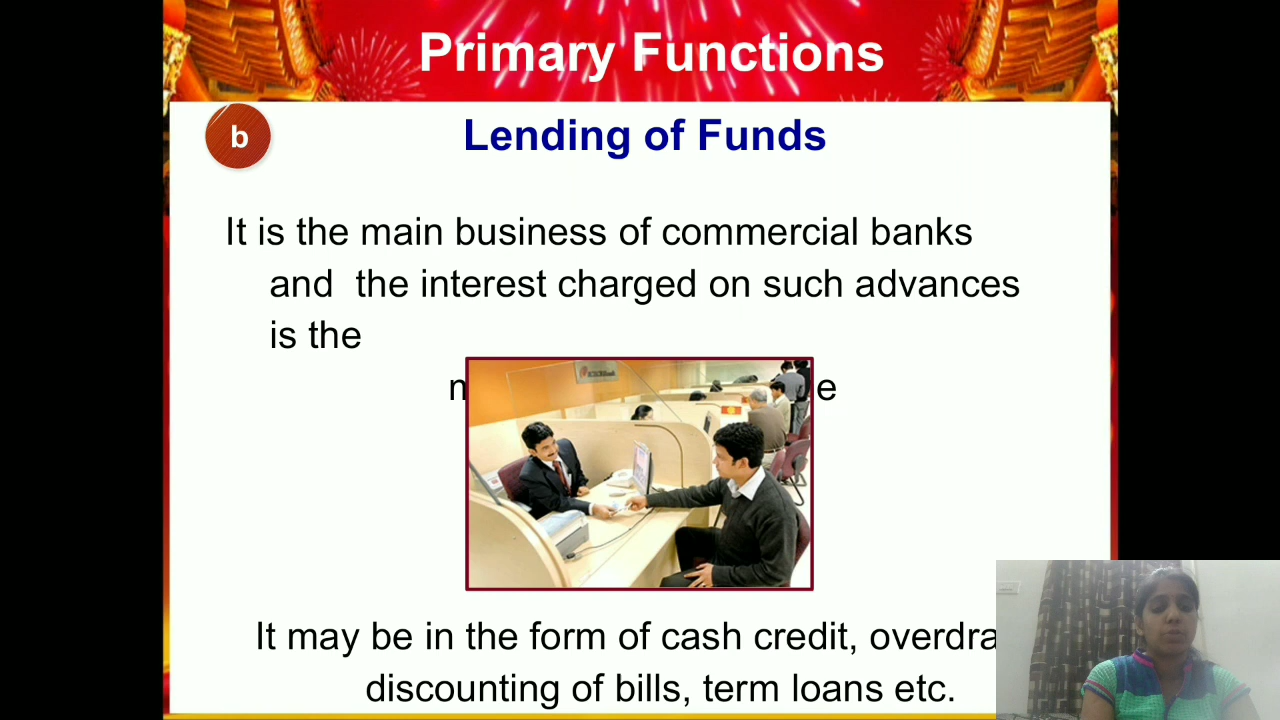 Primary Functions
b
Lending of Funds
It is the main business of commercial banks
and the interest charged on such advances
is the
It may be in the form of cash credit,
discounting of bills, term loans etc.